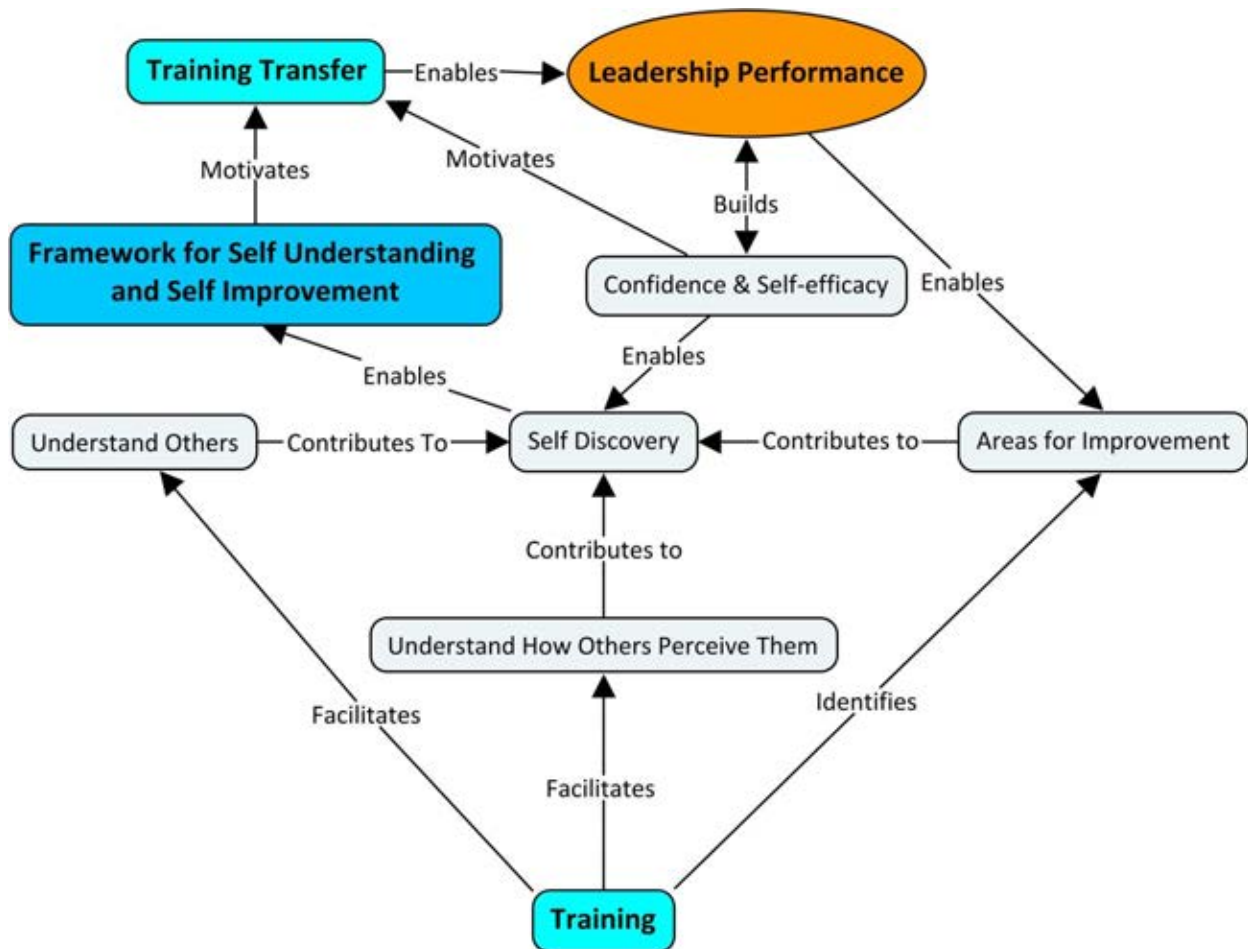 Training Transfer
Enables
Leadership Performance
Motivates
Motivates
Builds
Framework for Self Understanding
and Self Improvement
Confidence & Self-efficacy
Enables
Enables
Enables
Understand Others
Contributes To
Self Discovery
Contributes to
Areas for Improvement
Contributes to
Understand How Others Perceive Them
Facilitates
Identifies
Facilitates
Training